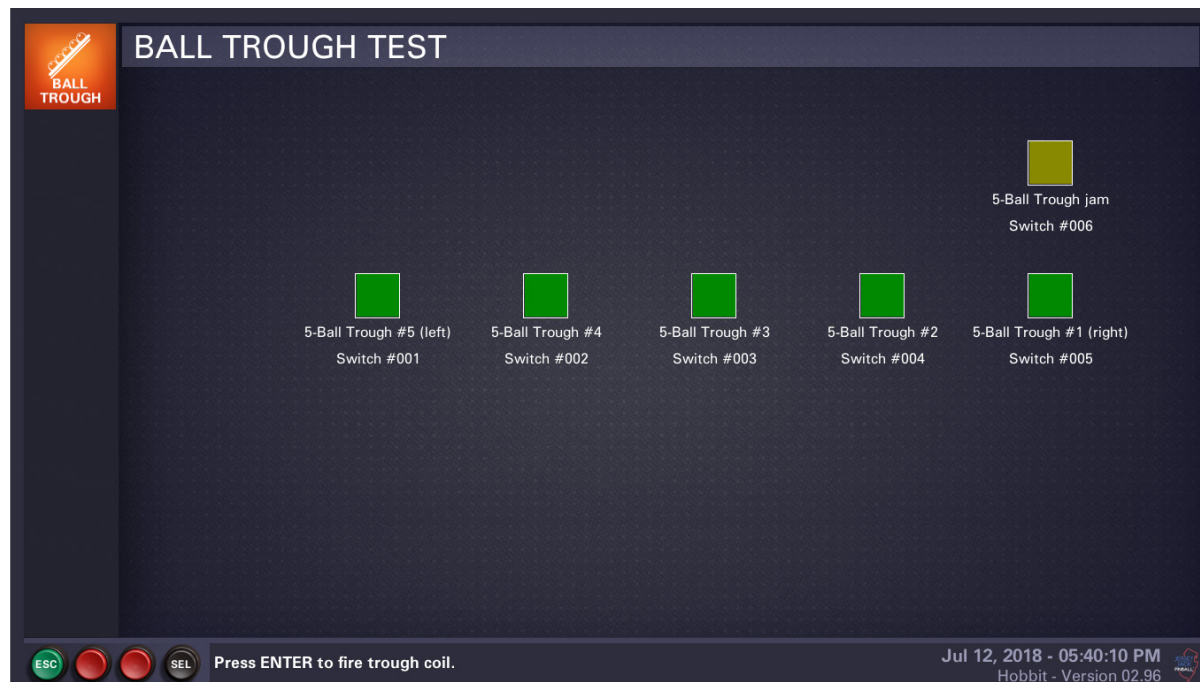 BALL TROUGH TEST
BALL
TROUGH
5-Ball Trough jam
Switch #006
5-Ball Trough #5 (left)
Switch #001
5-Ball Trough #4
Switch #002
5-Ball Trough #3
Switch #003
5-Ball Trough #2
Switch #004
5-Ball Trough #1 (right)
Switch #005
ESC
SEL
Press ENTER to fire trough coil.
Jul 12, 2018 - 05:40:10 PM
Hobbit - Version 02.96
PINBALL